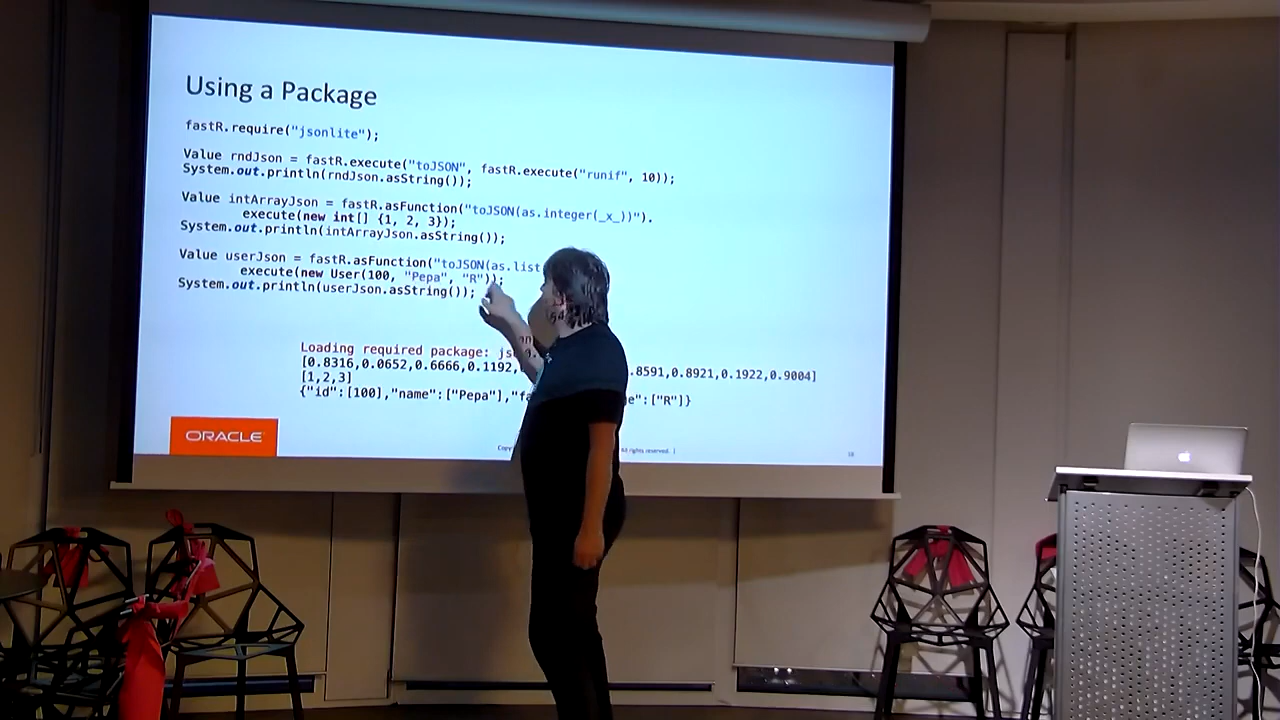 Using a Package
fastR.require("jsonlite");
Value rndJson = fastR.execute("toJSON", fastR.execute("runif", 10));
System.out.println(rndJson.asString());
Value intArrayJson = fastR.asFunction("toJSON(as.integer(_x_))").
execute(new int[] {1, 2, 3});
System.out.println(intArrayJson.asString());
Value userJson = fastR.asFunction("toJSON(as.list
execute(new User(100, "Pepa", "R"));
System.out.println(userJson.asString());
Loading required package:
[0.8316,0.0652,0.6666,0.1192, .8591,0.8921,0.1922,0.9004]
[1,2,3]
{"id":[100],"name":["Pepa"], e":["R"]}
ORACLE
rights reserved. |